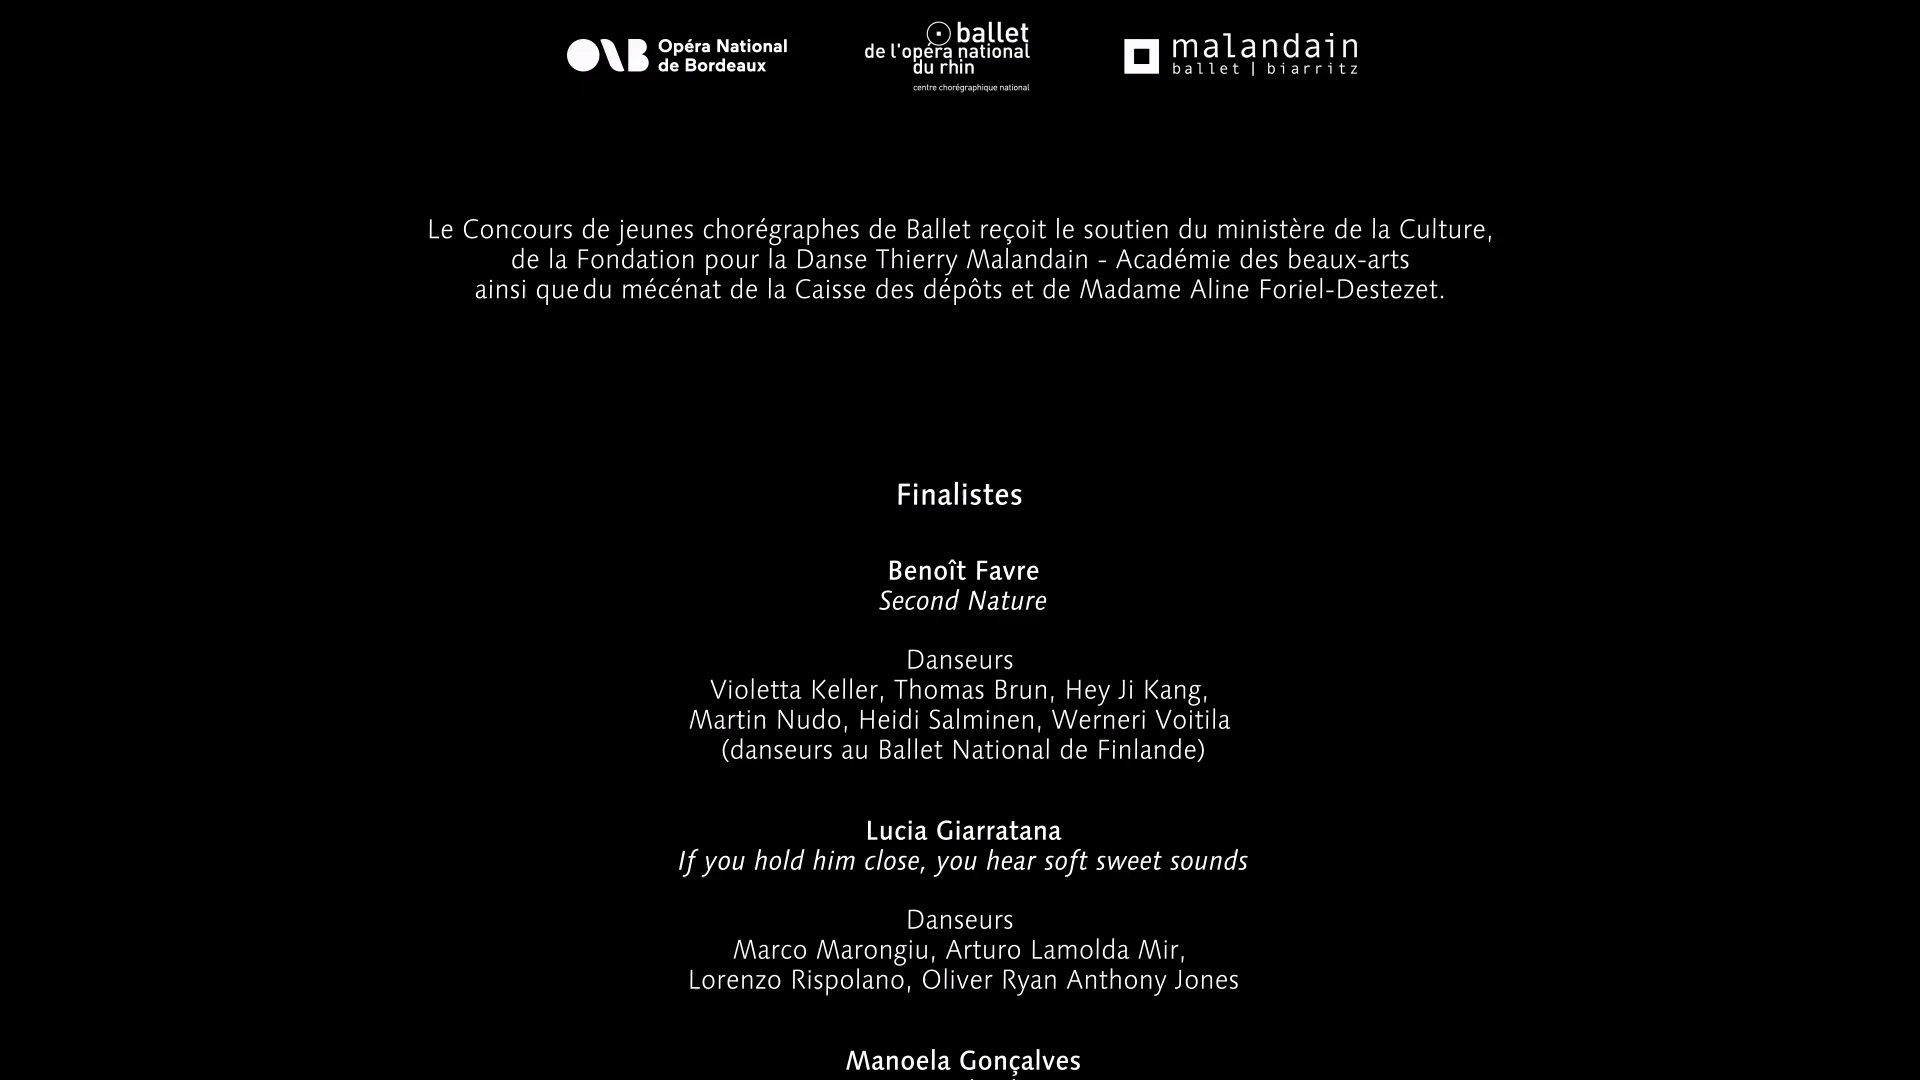 Opéra National
de Bordeaux
ballet
de l'opéra national
du rhin
centre chorégraphique national
malandain
ballet | biarritz
Le Concours de jeunes chorégraphes de Ballet reçoit le soutien du ministère de la Culture,
de la Fondation pour la Danse Thierry Malandain - Académie des beaux-arts
ainsi que du mécénat de la Caisse des dépôts et de Madame Aline Foriel-Destezet.
Finalistes
Benoît Favre
Second Nature
Danseurs
Violetta Keller, Thomas Brun, Hey Ji Kang,
Martin Nudo, Heidi Salminen, Werneri Voitila
(danseurs au Ballet National de Finlande)
Lucia Giarratana
If you hold him close, you hear soft sweet sounds
Danseurs
Marco Marongiu, Arturo Lamolda Mir,
Lorenzo Rispolano, Oliver Ryan Anthony Jones
Manoela Gonçalves